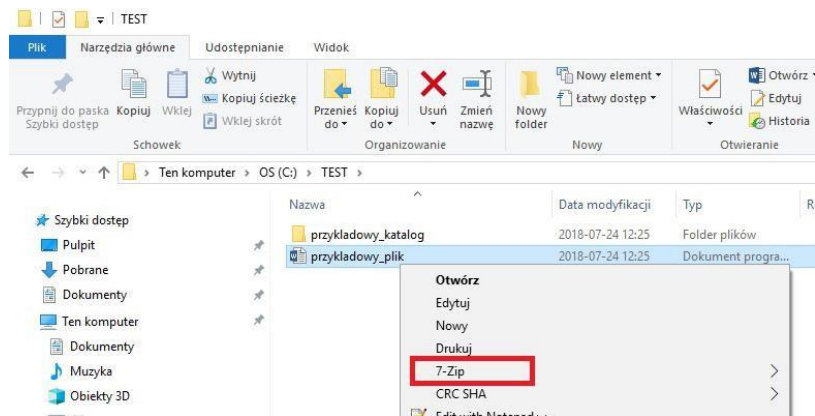 TEST
Plik Narzędzia główne Udostępnianie Widok
Przypnij do paska Szybki dostęp
Kopiuj
Wklej
Wytnij
Kopiuj ścieżkę
Wklej skrót
Przenieś do
Kopiuj do
Usuń
Zmień nazwę
Nowy folder
Nowy element
Łatwy dostęp
Właściwości
Otwórz
Edytuj
Historia
Schowek Organizowanie Nowy Otwieranie
Ten komputer OS (C:) TEST
Nazwa Data modyfikacji Typ R
Szybki dostęp
Pulpit
Pobrane
Dokumenty
Ten komputer
Dokumenty
Muzyka
Obiekty 3D
przykladowy_katalog 2018-07-24 12:25 Folder plików
przykladowy_plik 2018-07-24 12:25 Dokument progra...
Otwórz
Edytuj
Nowy
Drukuj
7-Zip
CRC SHA
Edit with Notepad++